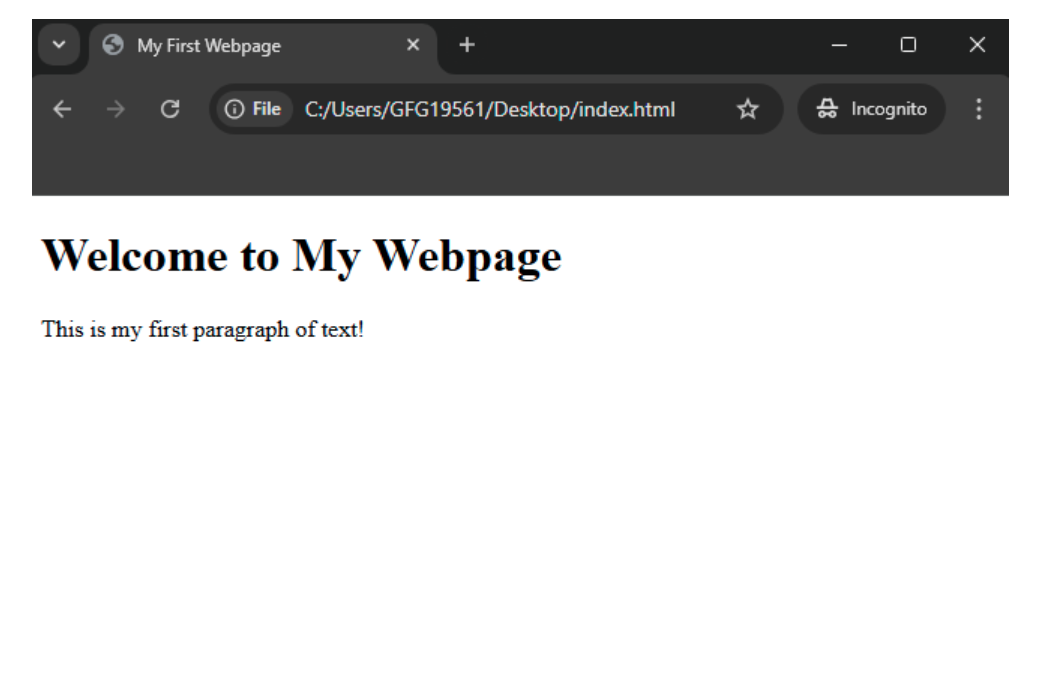 My First Webpage
File C:/Users/GFG19561/Desktop/index.html Incognito
Welcome to My Webpage
This is my first paragraph of text!